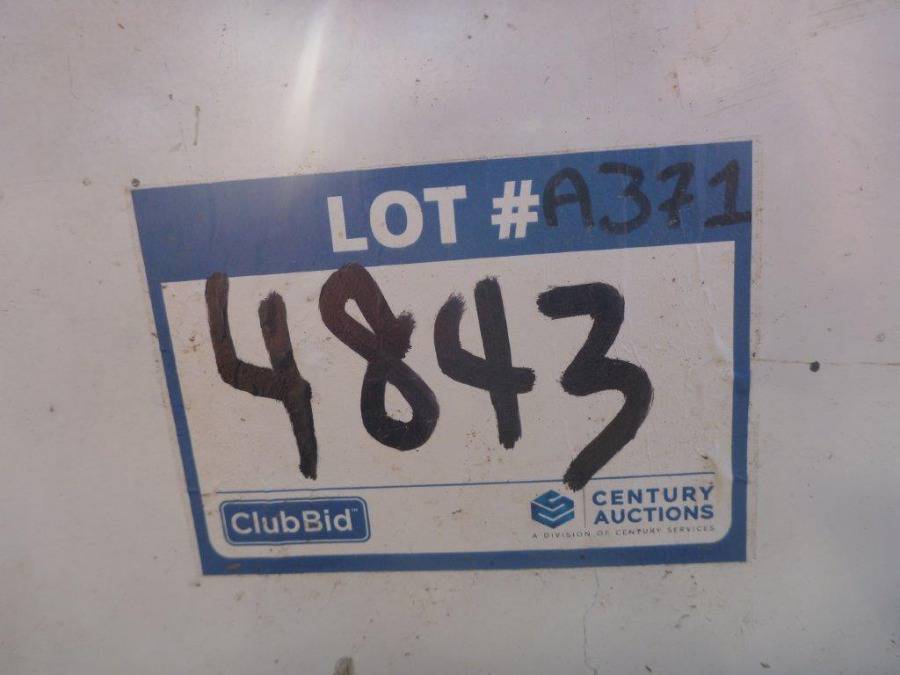 LOT #A371
4843
ClubBid™
CENTURY
AUCTIONS
A DIVISION OF CENTURY SERVICES